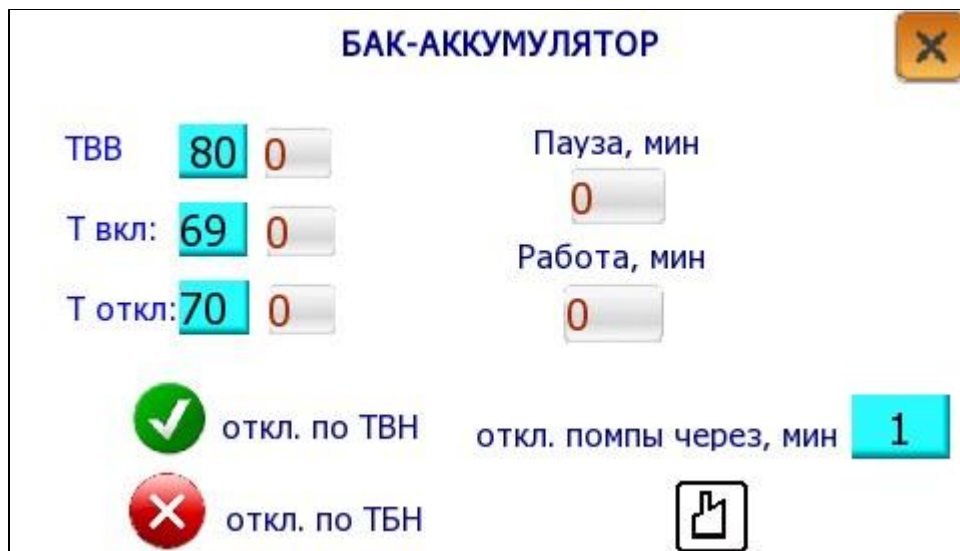 БАК-АККУМУЛЯТОР
ТВВ 80 0
Т вкл: 69 0
Т откл: 70 0
Пауза, мин
0
Работа, мин
0
откл. по ТВН
откл. помпы через, мин 1
откл. по ТБН